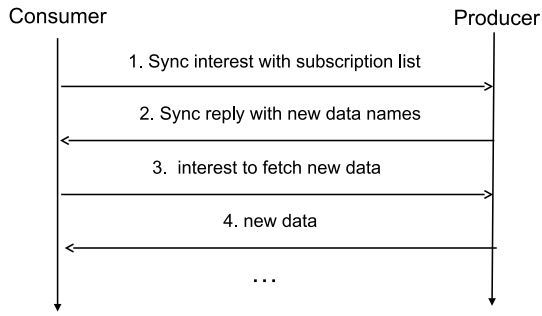 Consumer
Producer
1. Sync interest with subscription list
2. Sync reply with new data names
3. interest to fetch new data
4. new data
...